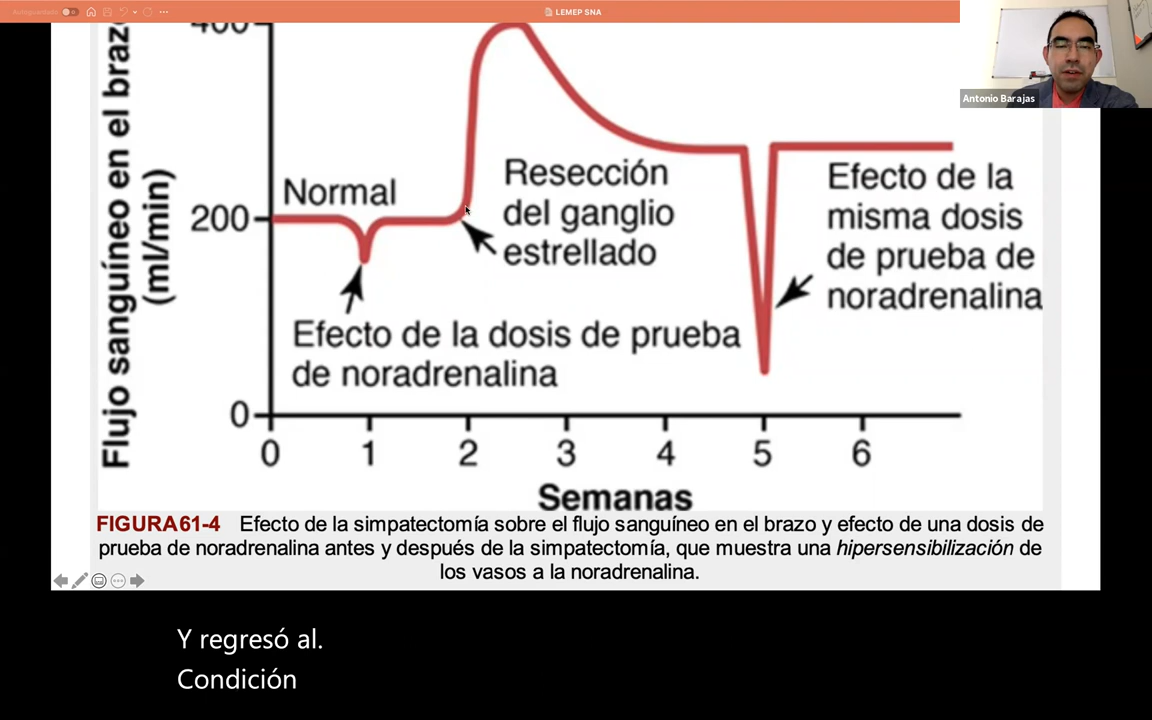 Autoguardado
LEMEP SNA
Antonio Barajas
Flujo sanguíneo en el brazo
(ml/min)
400
200
0
Normal
Resección
del ganglio
estrellado
Efecto de la
misma dosis
de prueba de
noradrenalina
Efecto de la dosis de prueba
de noradrenalina
0 1 2 3 4 5 6
Semanas
FIGURA 61-4 Efecto de la simpatectomía sobre el flujo sanguíneo en el brazo y efecto de una dosis de
prueba de noradrenalina antes y después de la simpatectomía, que muestra una hipersensibilización de
los vasos a la noradrenalina.
Y regresó al.
Condición